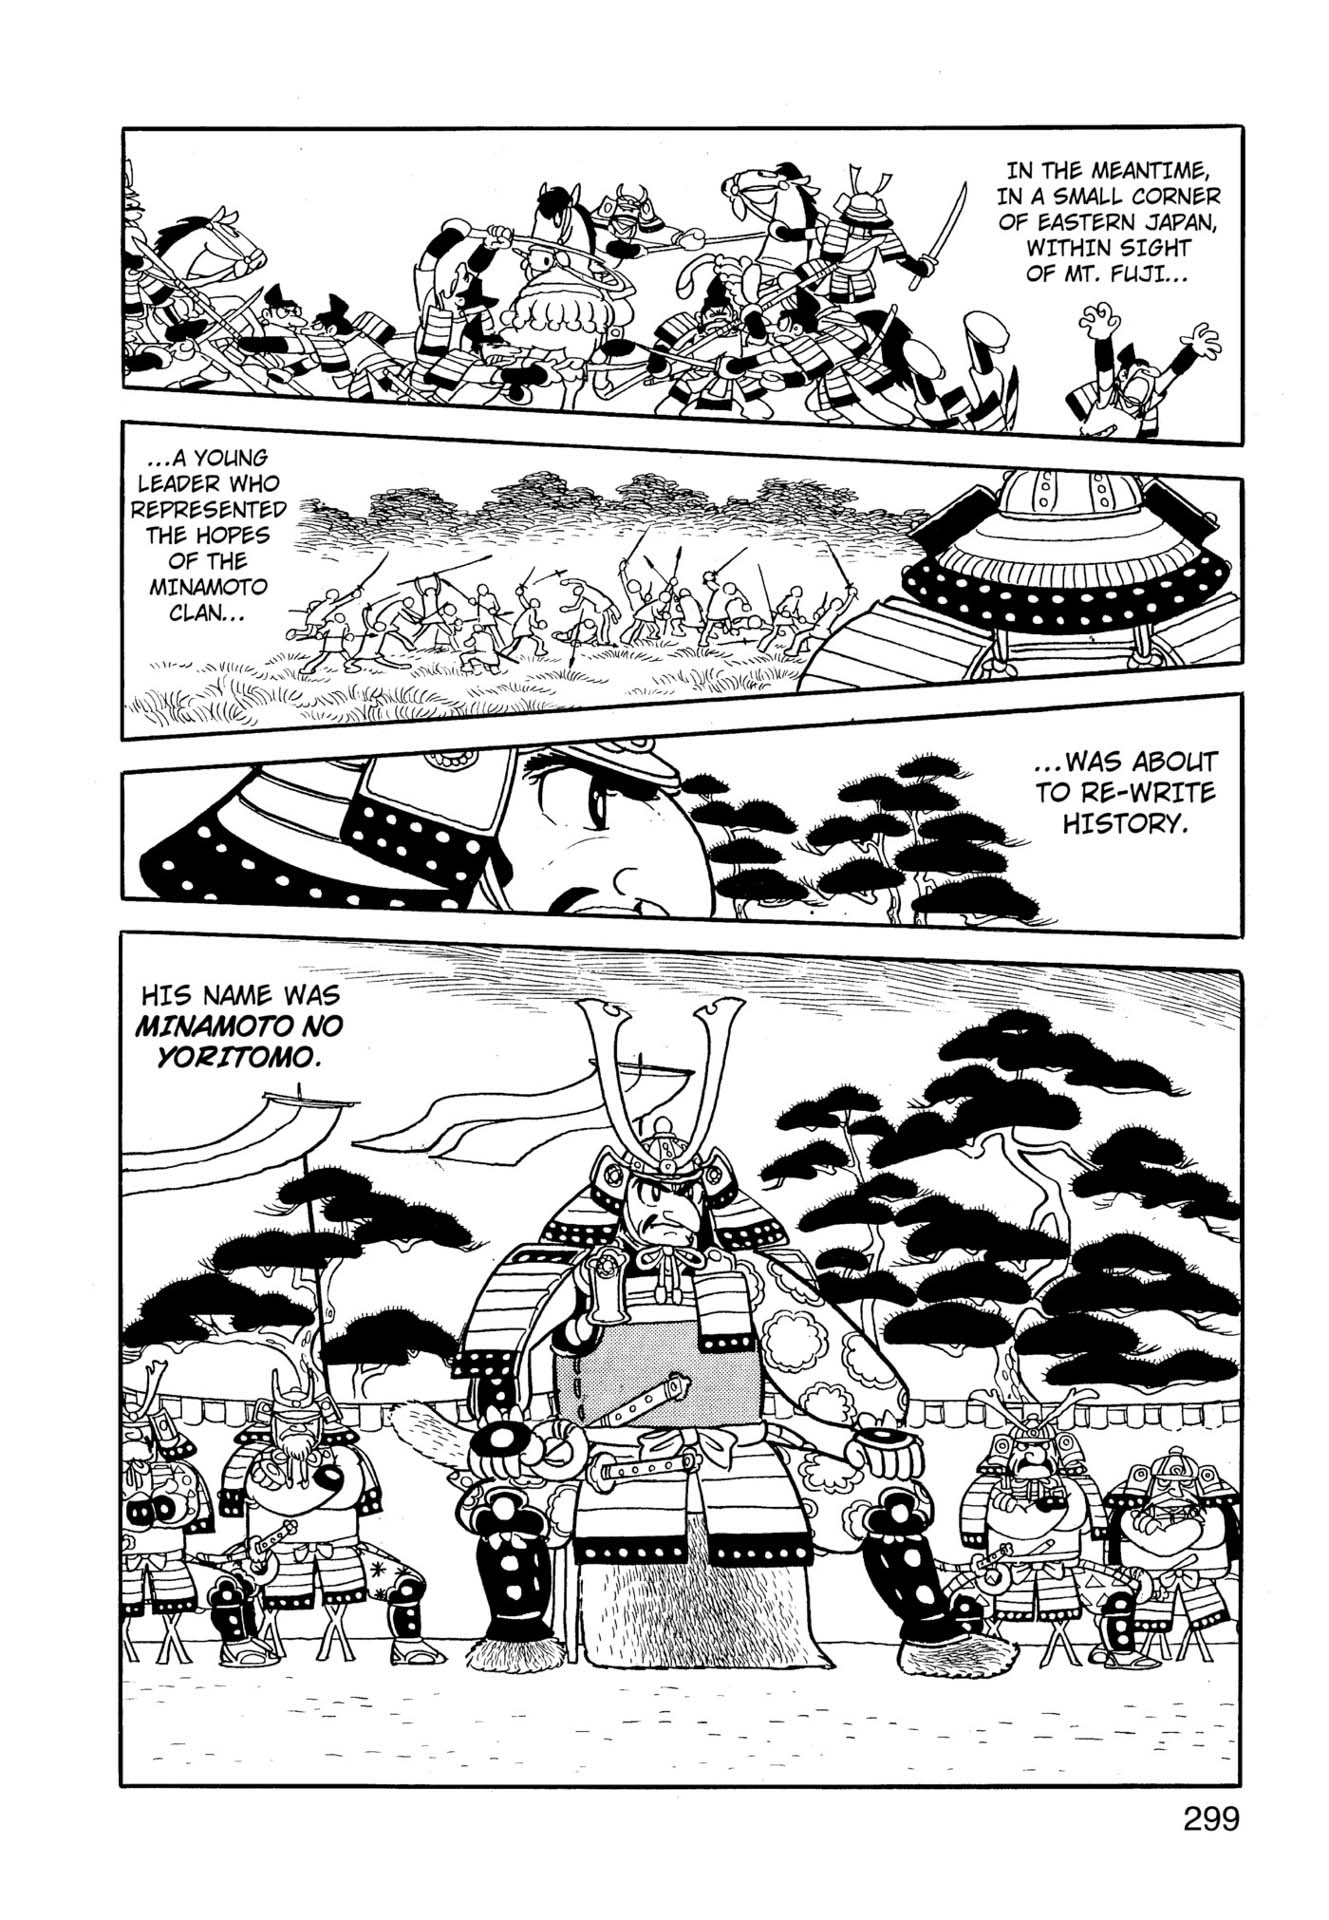 IN THE MEANTIME,
IN A SMALL CORNER
OF EASTERN JAPAN,
WITHIN SIGHT
OF MT. FUJI...
...A YOUNG
LEADER WHO
REPRESENTED
THE HOPES
OF THE
MINAMOTO
CLAN...
...WAS ABOUT
TO RE-WRITE
HISTORY.
HIS NAME WAS
MINAMOTO NO
YORITOMO.
299